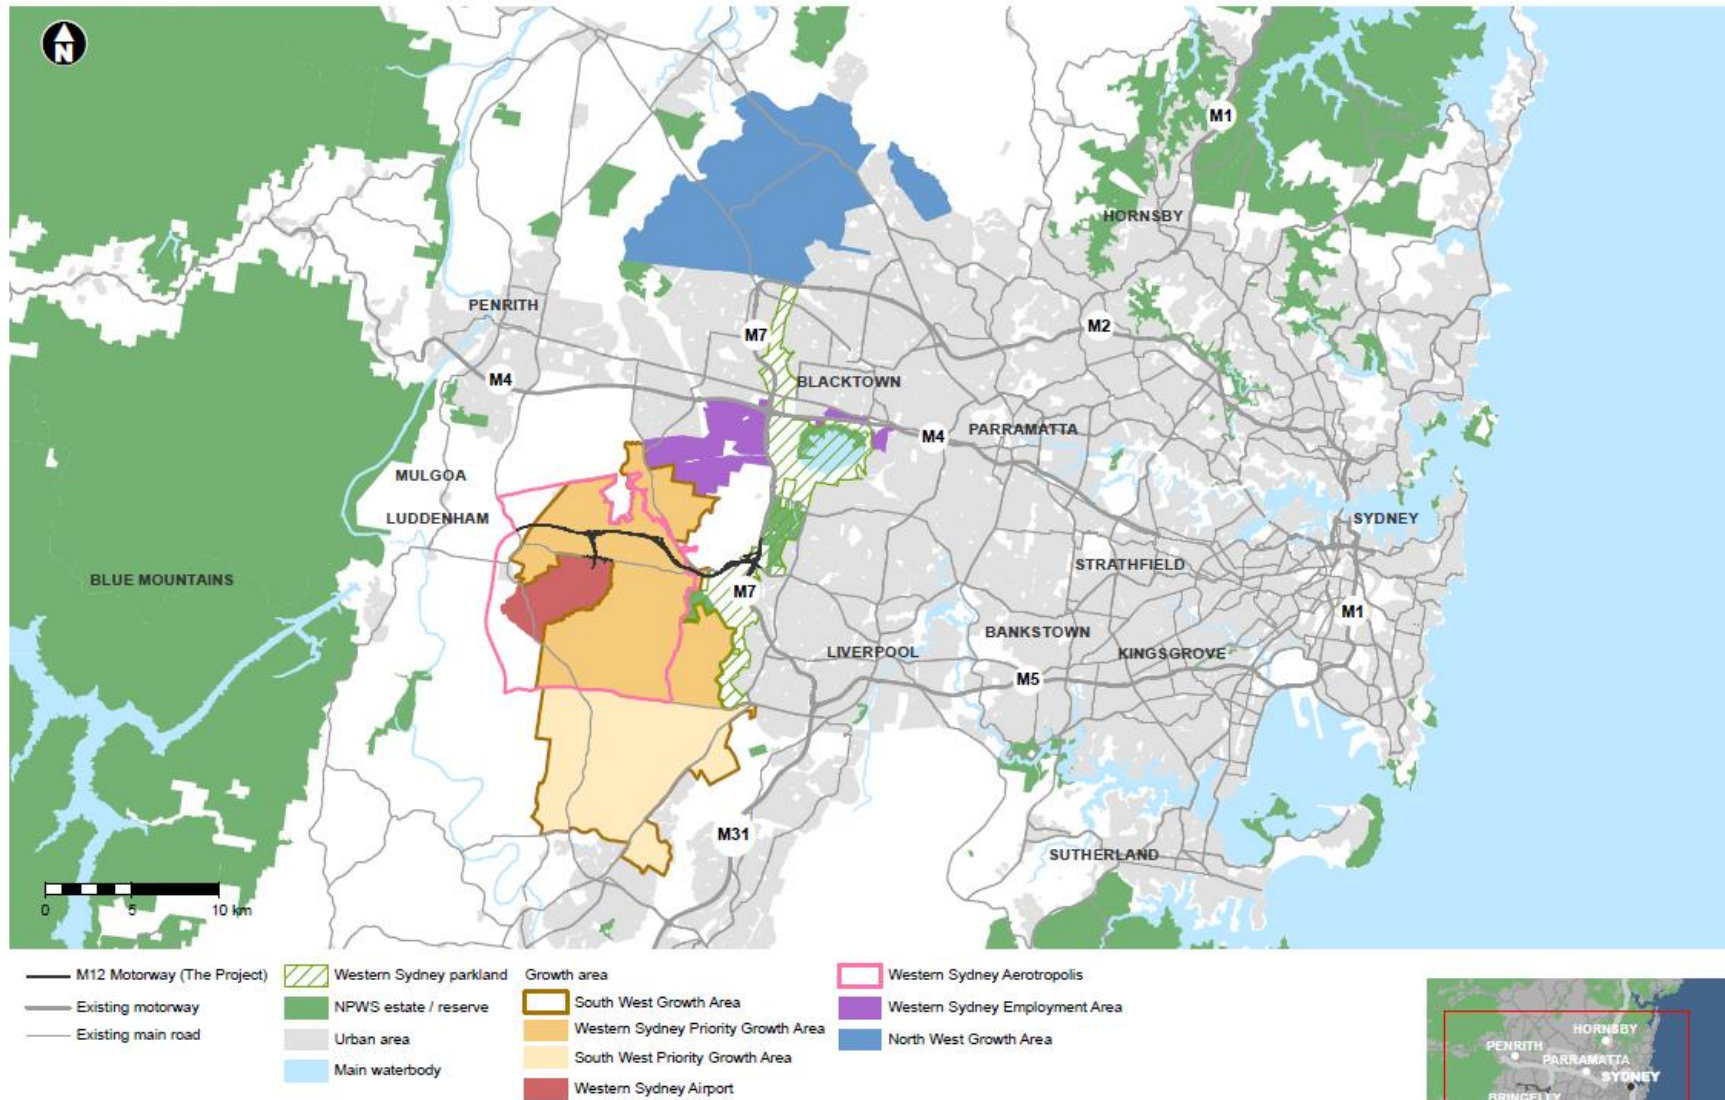 N
M1
HORNSBY
PENRITH
M7
M2
M4
BLACKTOWN
M4
PARRAMATTA
MULGOA
LUDDENHAM
SYDNEY
BLUE MOUNTAINS
STRATHFIELD
M7
M1
BANKSTOWN
LIVERPOOL
KINGSGROVE
M5
M31
SUTHERLAND
0 5 10 km
M12 Motorway (The Project)
Existing motorway
Existing main road
Western Sydney parkland
NPWS estate / reserve
Urban area
Main waterbody
Growth area
South West Growth Area
Western Sydney Priority Growth Area
South West Priority Growth Area
Western Sydney Airport
Western Sydney Aerotropolis
Western Sydney Employment Area
North West Growth Area
HORNSBY
PENRITH
PARRAMATTA
SYDNEY
BRINGELLY